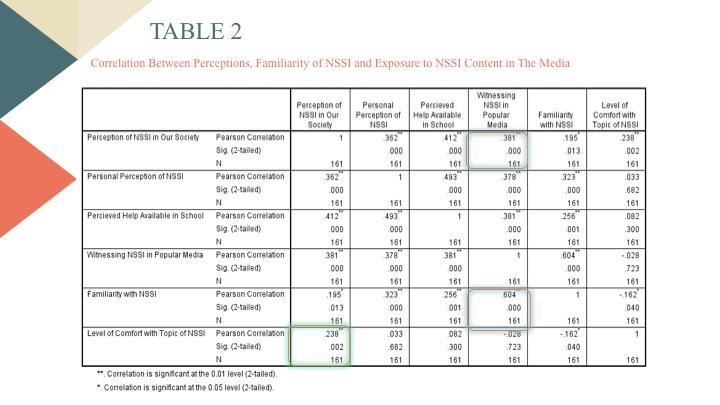 TABLE 2
Correlation Between Perceptions, Familiarity of NSSI and Exposure to NSSI Content in The Media
Perception of NSSI in Our Society Personal Perception of NSSI Percieved Help Available in School Witnessing NSSI in Popular Media Familiarity with NSSI Level of Comfort with Topic of NSSI
Perception of NSSI in Our Society Pearson Correlation 1 .362** .412** .381** .195* .238**
Sig. (2-tailed) .000 .000 .000 .013 .002
N 161 161 161 161 161 161
Personal Perception of NSSI Pearson Correlation .362** 1 .493** .378** .323** .033
Sig. (2-tailed) .000 .000 .000 .000 .682
N 161 161 161 161 161 161
Percieved Help Available in School Pearson Correlation .412** .493** 1 .381** .256** .082
Sig. (2-tailed) .000 .000 .000 .001 .300
N 161 161 161 161 161 161
Witnessing NSSI in Popular Media Pearson Correlation .381** .378** .381** 1 .604** -.028
Sig. (2-tailed) .000 .000 .000 .000 .723
N 161 161 161 161 161 161
Familiarity with NSSI Pearson Correlation .195* .323** .256** .604** 1 -.162*
Sig. (2-tailed) .013 .000 .001 .000 .040
N 161 161 161 161 161 161
Level of Comfort with Topic of NSSI Pearson Correlation .238** .033 .082 -.028 -.162* 1
Sig. (2-tailed) .002 .682 .300 .723 .040
N 161 161 161 161 161 161
**. Correlation is significant at the 0.01 level (2-tailed).
*. Correlation is significant at the 0.05 level (2-tailed).